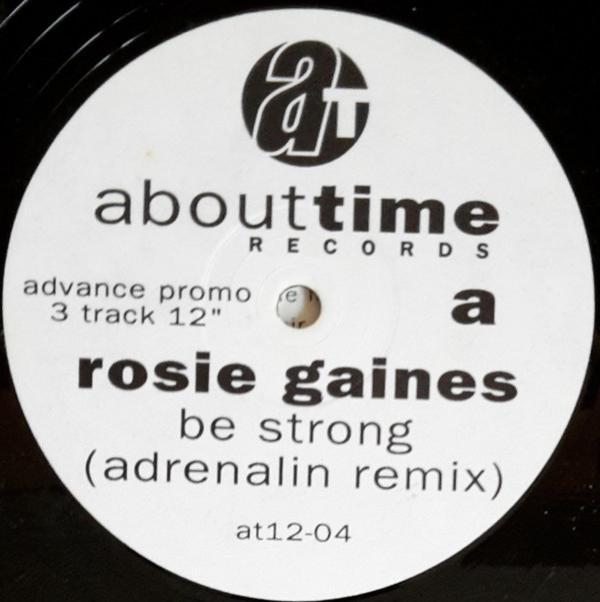 aT
abouttime
RECORDS
advance promo
3 track 12"
a
rosie gaines
be strong
(adrenalin remix)
at12-04